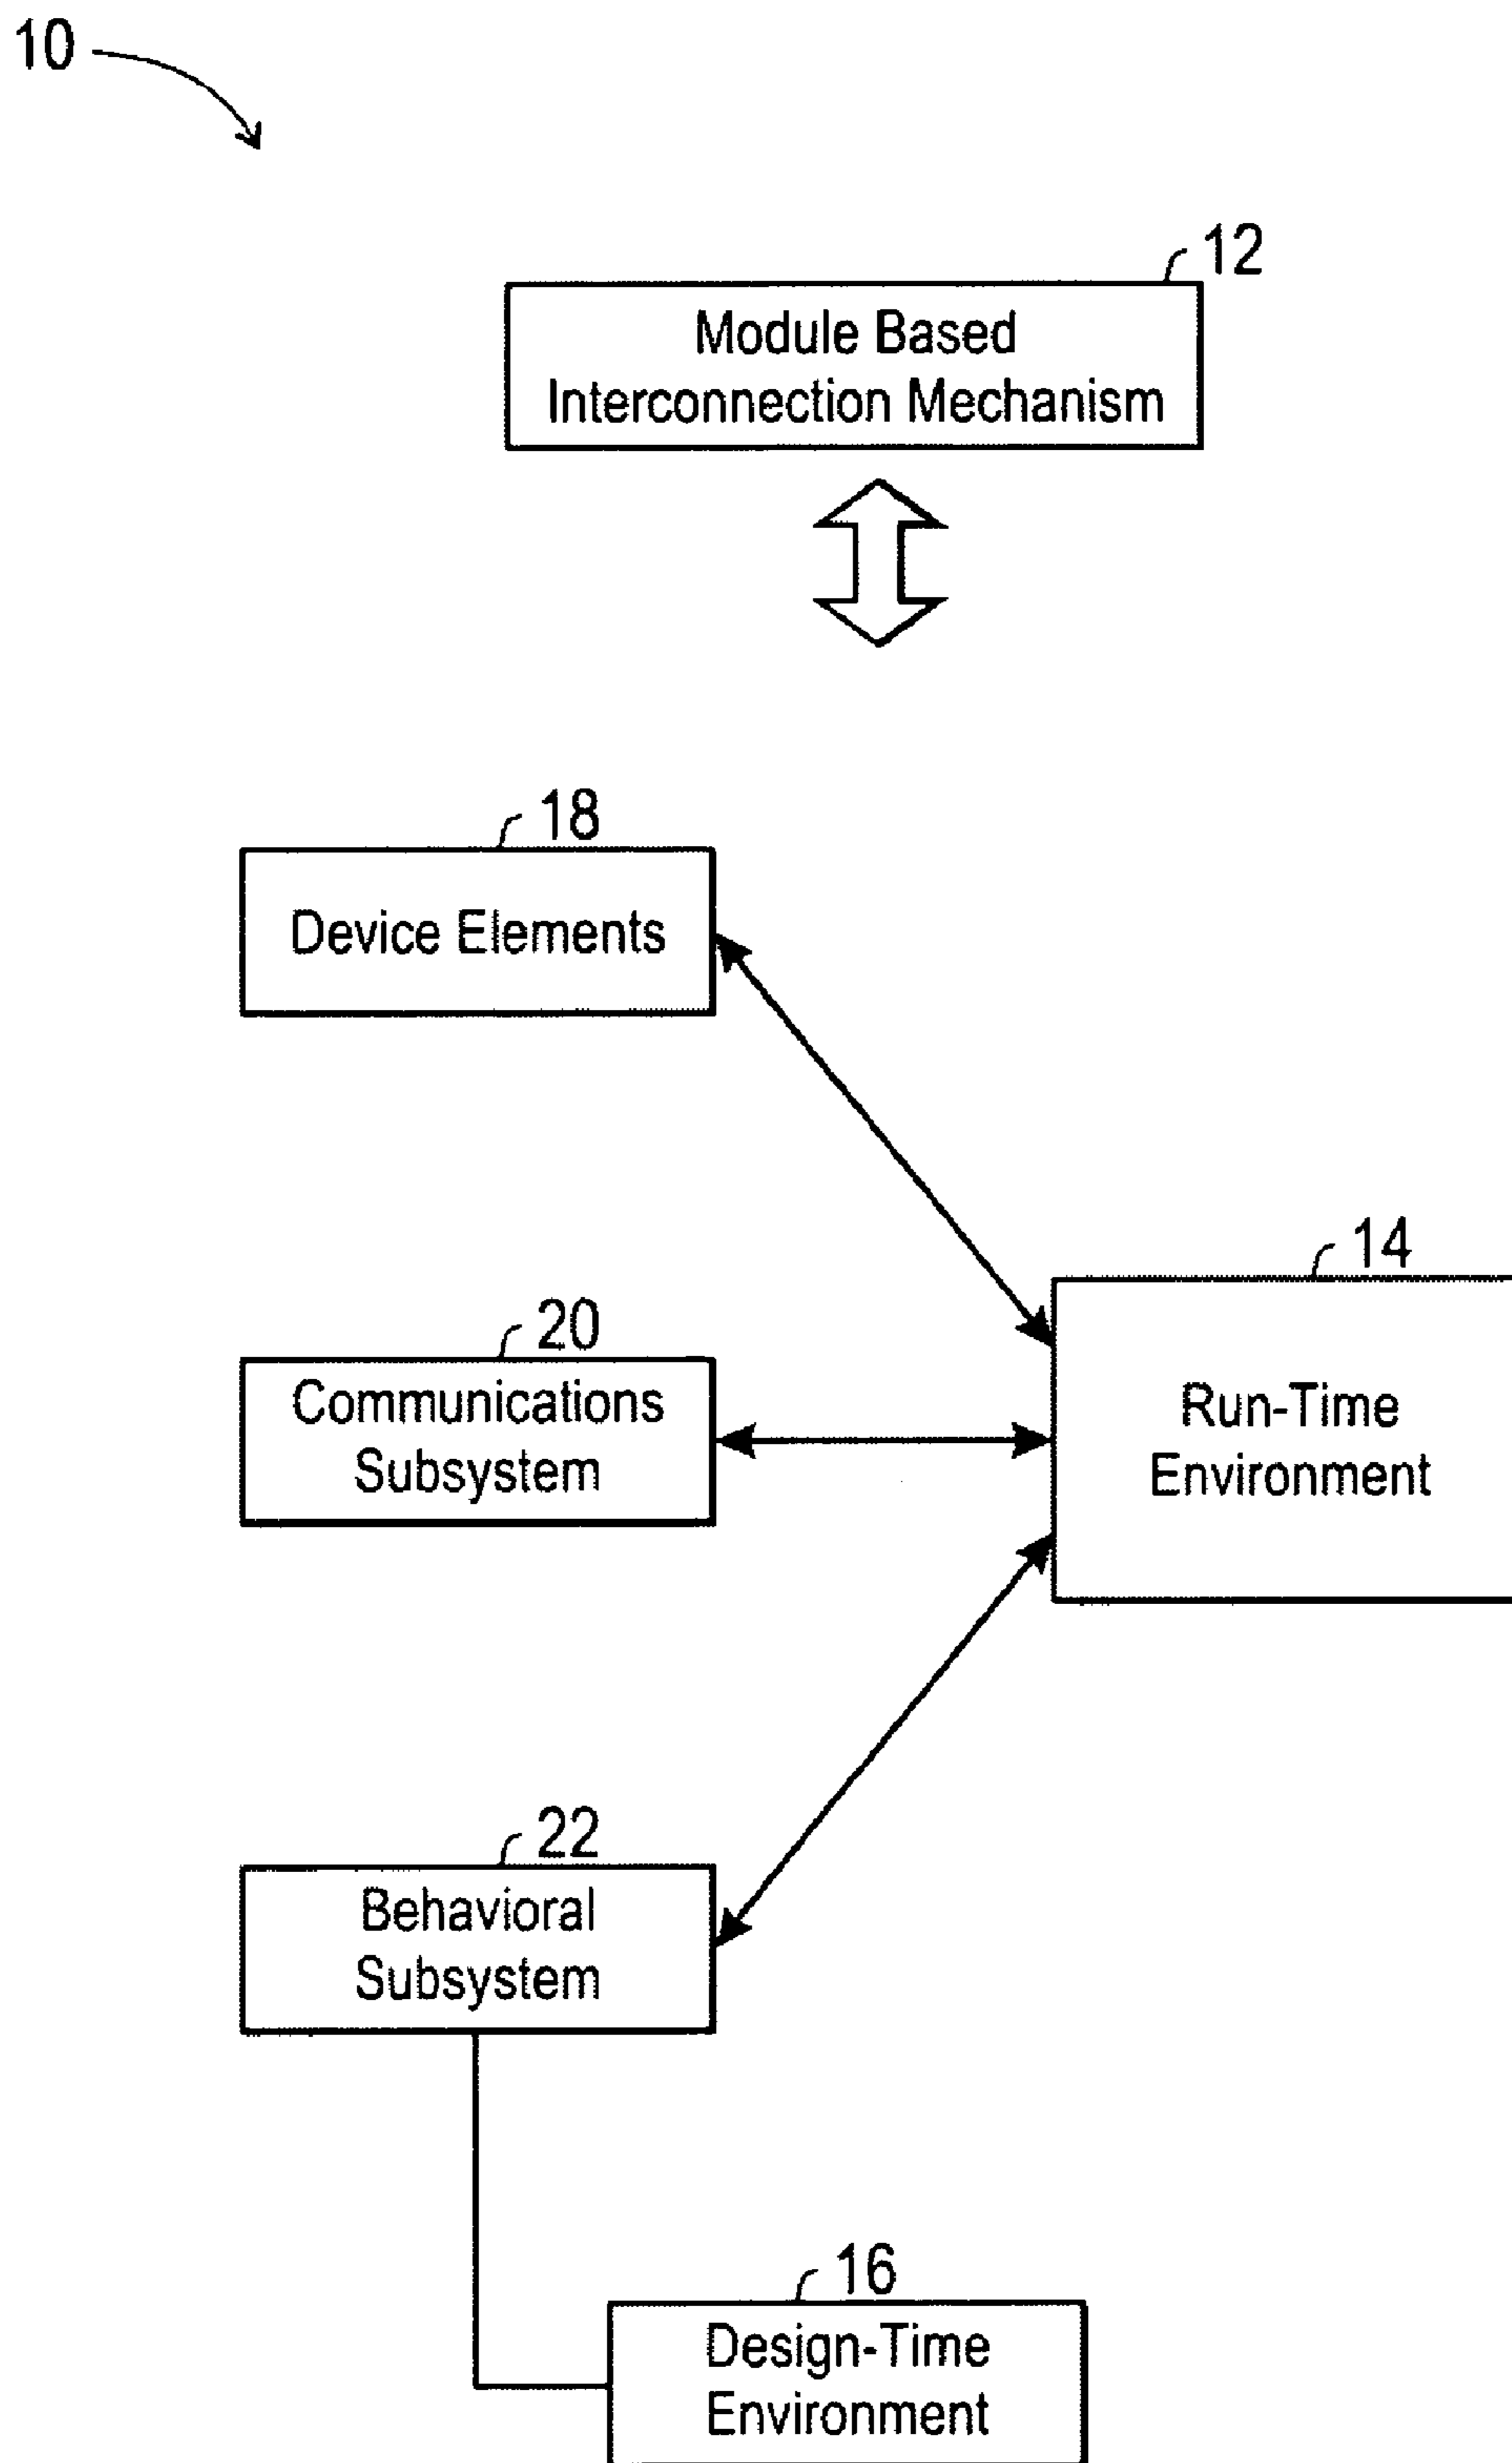 10
12
Module Based
Interconnection Mechanism
18
Device Elements
14
Run-Time
Environment
20
Communications
Subsystem
22
Behavioral
Subsystem
16
Design-Time
Environment